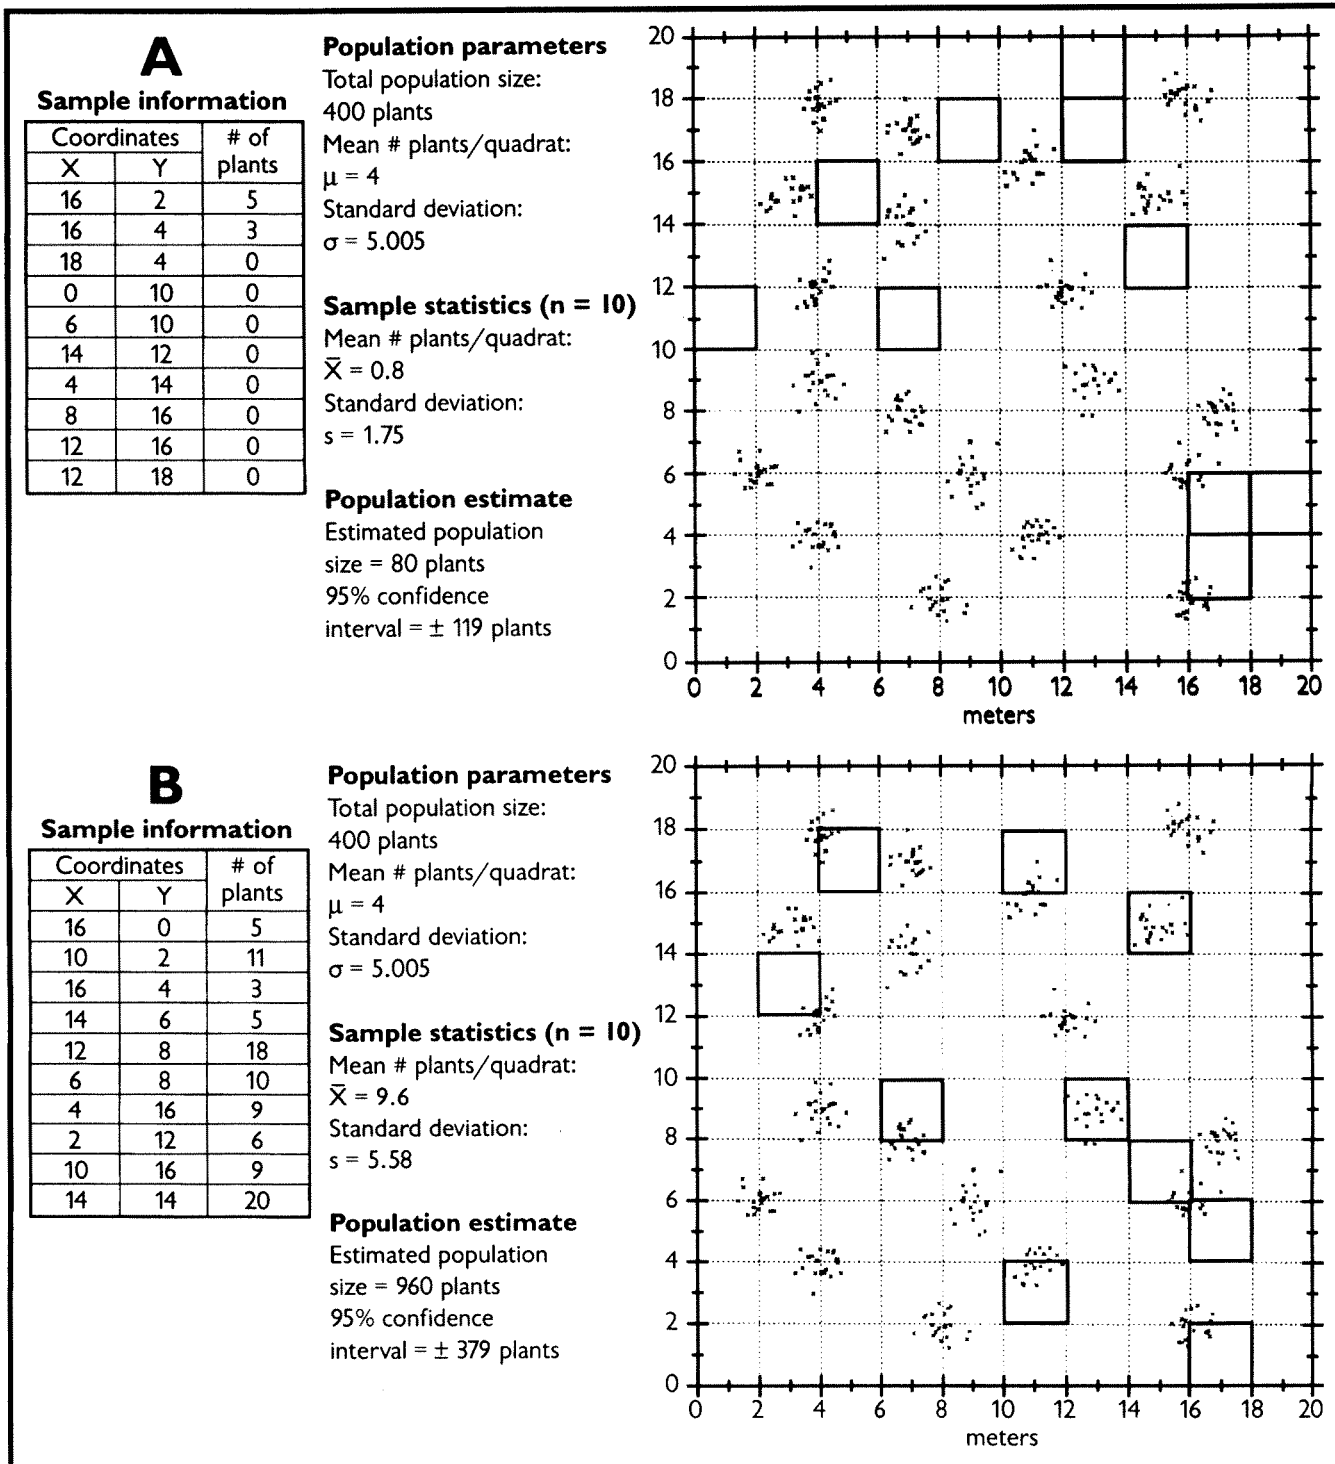 A
Sample information
Coordinates # of plants
X Y
16 2 5
16 4 3
18 4 0
0 10 0
6 10 0
14 12 0
4 14 0
8 16 0
12 16 0
12 18 0
Population parameters
Total population size:
400 plants
Mean # plants/quadrat:
μ = 4
Standard deviation:
σ = 5.005
Sample statistics (n = 10)
Mean # plants/quadrat:
X̄ = 0.8
Standard deviation:
s = 1.75
Population estimate
Estimated population
size = 80 plants
95% confidence
interval = ± 119 plants
20
18
16
14
12
10
8
6
4
2
0
0 2 4 6 8 10 12 14 16 18 20
meters
B
Sample information
Coordinates # of plants
X Y
16 0 5
10 2 11
16 4 3
14 6 5
12 8 18
6 8 10
4 16 9
2 12 6
10 16 9
14 14 20
Population parameters
Total population size:
400 plants
Mean # plants/quadrat:
μ = 4
Standard deviation:
σ = 5.005
Sample statistics (n = 10)
Mean # plants/quadrat:
X̄ = 9.6
Standard deviation:
s = 5.58
Population estimate
Estimated population
size = 960 plants
95% confidence
interval = ± 379 plants
20
18
16
14
12
10
8
6
4
2
0
0 2 4 6 8 10 12 14 16 18 20
meters